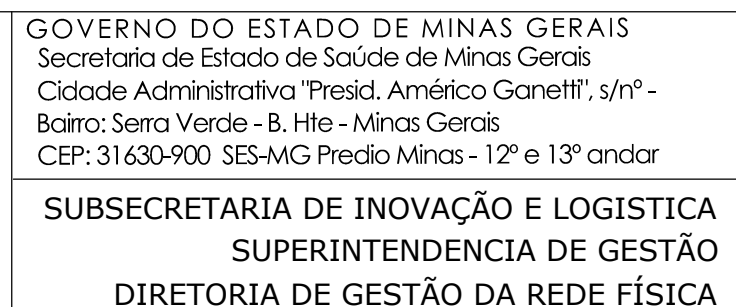 GOVERNO DO ESTADO DE MINAS GERAIS
Secretaria de Estado de Saúde de Minas Gerais
Cidade Administrativa "Presid. Américo Ganetti", s/nº -
Bairro: Serra Verde - B. Hte - Minas Gerais
CEP: 31630-900 SES-MG Predio Minas - 12º e 13º andar
SUBSECRETARIA DE INOVAÇÃO E LOGISTICA
SUPERINTENDENCIA DE GESTÃO
DIRETORIA DE GESTÃO DA REDE FÍSICA